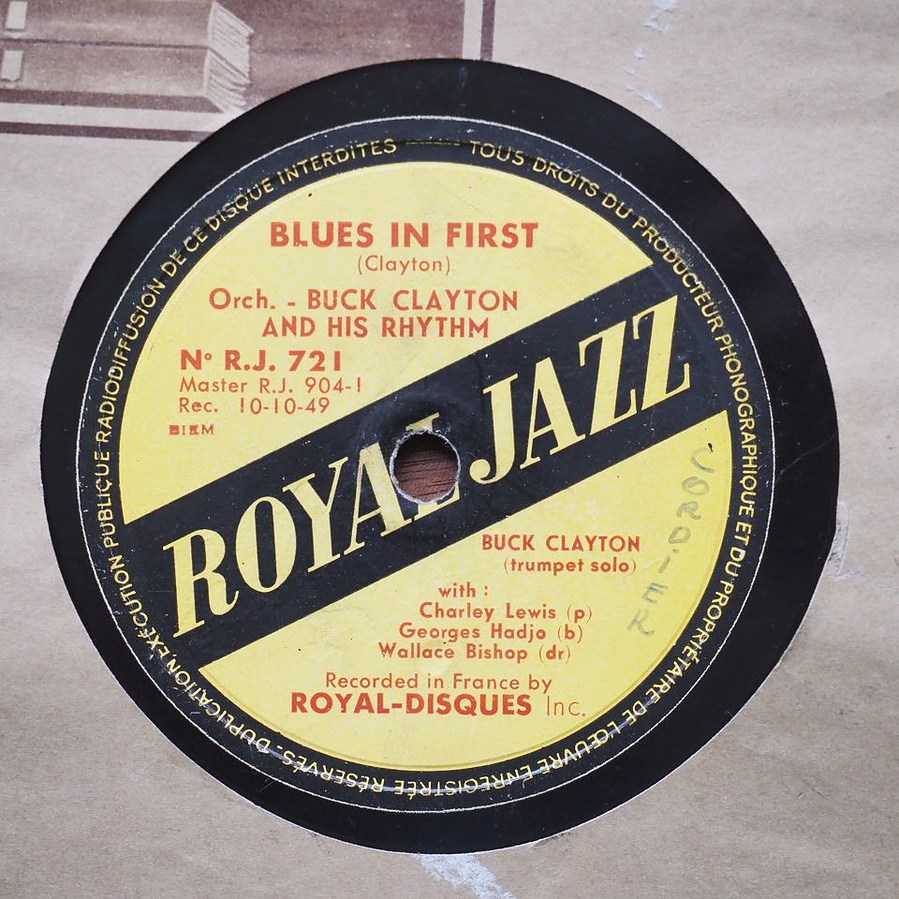 TOUS DROITS DU PRODUCTEUR PHONOGRAPHIQUE ET DU PROPRIÉTAIRE DE L'ŒUVRE ENREGISTRÉE RÉSERVÉS. DUPLICATION, EXÉCUTION PUBLIQUE RADIODIFFUSION DE CE DISQUE INTERDITES
BLUES IN FIRST
(Clayton)
Orch. - BUCK CLAYTON
AND HIS RHYTHM
N° R.J. 721
Master R.J. 904-1
Rec. 10-10-49
BIEM
ROYAL JAZZ
CORDIER
BUCK CLAYTON
(trumpet solo)
with :
Charley Lewis (p)
Georges Hadjo (b)
Wallace Bishop (dr)
Recorded in France by
ROYAL-DISQUES Inc.